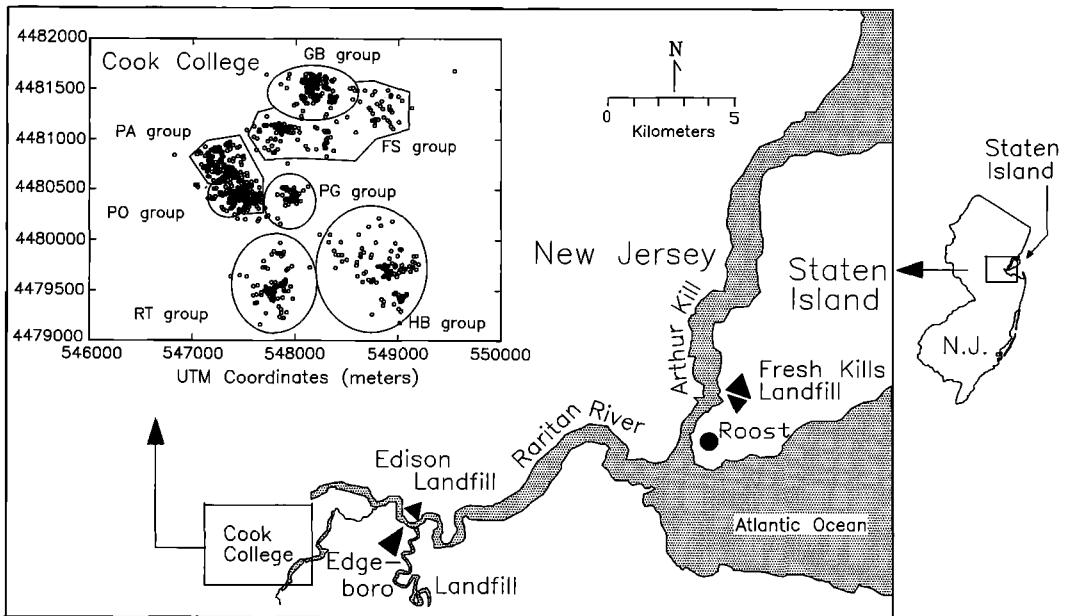 4482000
4481500
4481000
4480500
4480000
4479500
4479000
546000
547000
548000
549000
550000
UTM Coordinates (meters)
Cook College
GB group
PA group
FS group
PG group
PO group
RT group
HB group
N
0
5
Kilometers
New Jersey
Staten
Island
Staten
Island
N.J.
Arthur Kill
Fresh Kills
Landfill
Roost
Raritan River
Edison
Landfill
Atlantic Ocean
Cook
College
Edge-
boro
Landfill